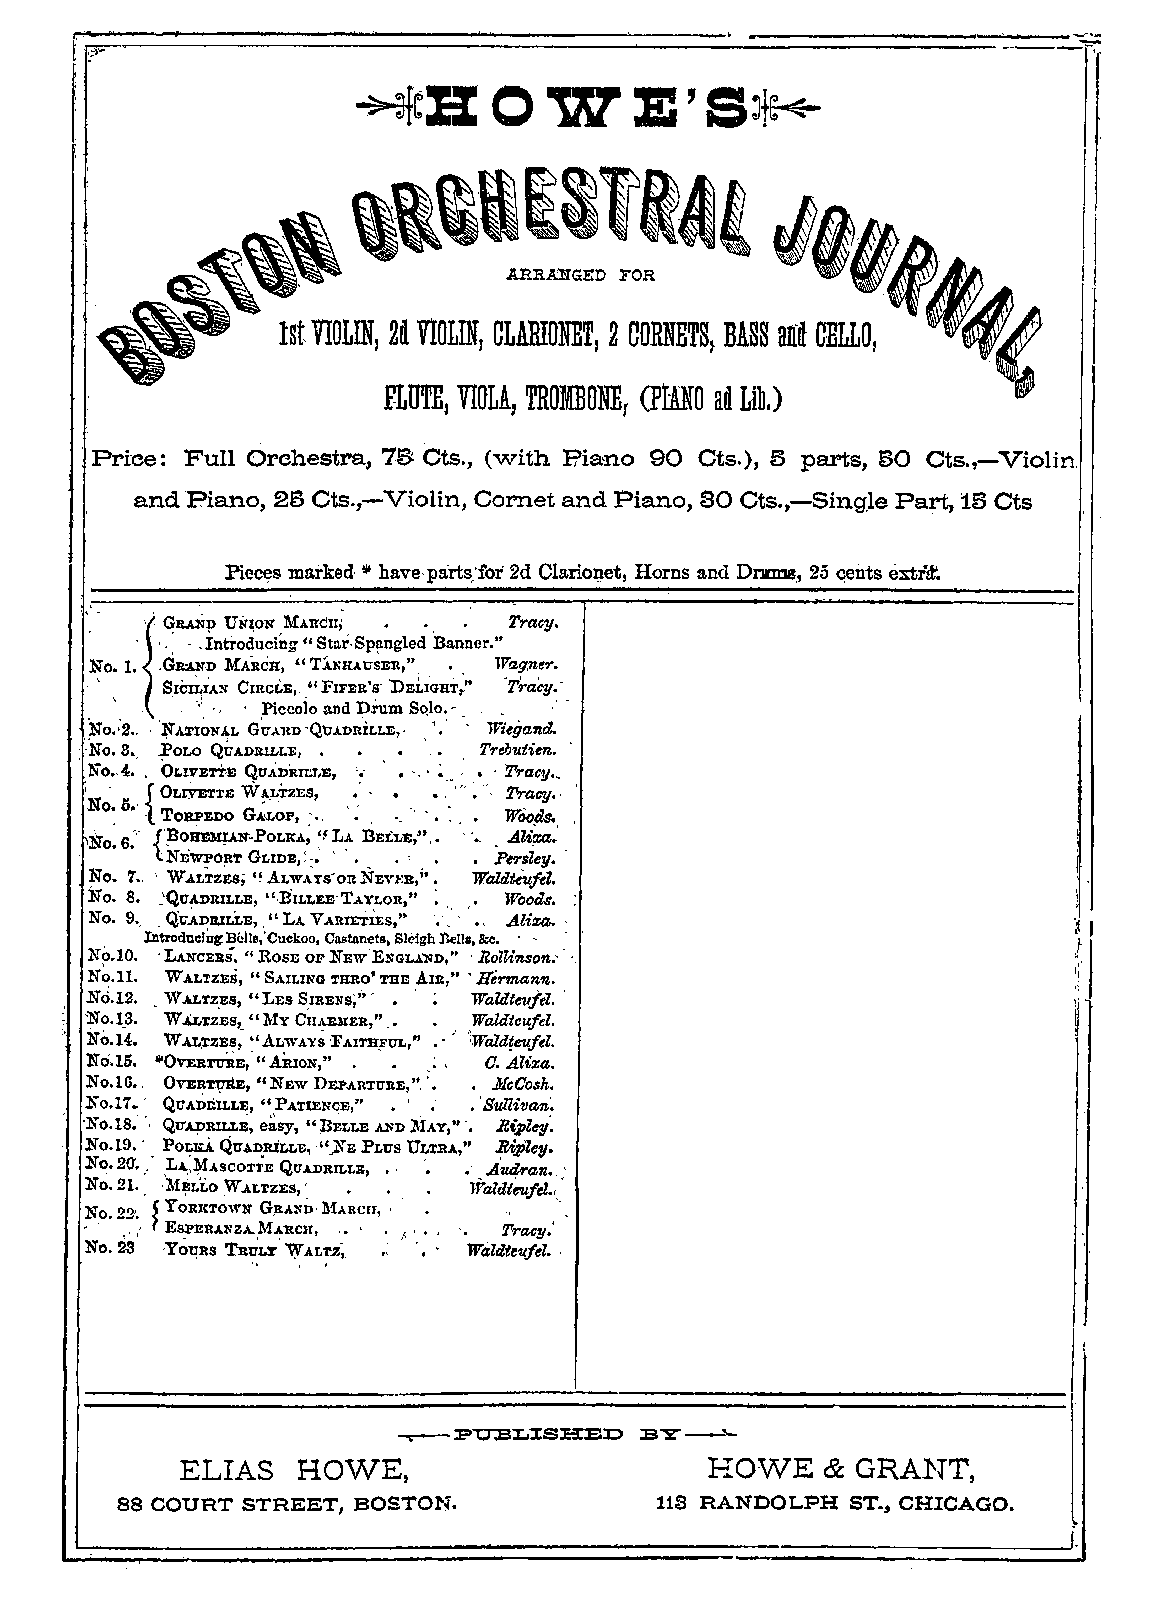 HOWE'S
BOSTON ORCHESTRAL JOURNAL,
ARRANGED FOR
1st VIOLIN, 2d VIOLIN, CLARIONET, 2 CORNETS, BASS and CELLO,
FLUTE, VIOLA, TROMBONE, (PIANO ad Lib.)
Price: Full Orchestra, 75 Cts., (with Piano 90 Cts.), 5 parts, 50 Cts.,—Violin
and Piano, 25 Cts.,—Violin, Cornet and Piano, 30 Cts.,—Single Part, 15 Cts
Pieces marked * have parts for 2d Clarionet, Horns and Drums, 25 cents extra.
No. 1. { GRAND UNION MARCH, . . . Tracy.
Introducing "Star Spangled Banner."
GRAND MARCH, "TANHAUSER," . Wagner.
SICILIAN CIRCLE, "FIFER'S DELIGHT," Tracy.
Piccolo and Drum Solo.
No. 2. NATIONAL GUARD QUADRILLE, . Wiegand.
No. 3. POLO QUADRILLE, . . . . Trebutien.
No. 4. OLIVETTE QUADRILLE, . . . . Tracy.
No. 5. { OLIVETTE WALTZES, . . . . Tracy.
TORPEDO GALOP, . . . . . Woods.
No. 6. { BOHEMIAN POLKA, "LA BELLE," . . Alixa.
NEWPORT GLIDE, . . . . . Persley.
No. 7. WALTZES, "ALWAYS OR NEVER," . Waldteufel.
No. 8. QUADRILLE, "BILLEE TAYLOR," . . Woods.
No. 9. QUADRILLE, "LA VARIETIES," . . Alixa.
Introducing Bells, Cuckoo, Castanets, Sleigh Bells, &c.
No.10. LANCERS, "ROSE OF NEW ENGLAND," Rollinson.
No.11. WALTZES, "SAILING THRO' THE AIR," Hermann.
No.12. WALTZES, "LES SIRENS," . . Waldteufel.
No.13. WALTZES, "MY CHARMER," . . Waldteufel.
No.14. WALTZES, "ALWAYS FAITHFUL," . Waldteufel.
No.15. *OVERTURE, "ARION," . . . C. Alixa.
No.16. OVERTURE, "NEW DEPARTURE," . . McCosh.
No.17. QUADRILLE, "PATIENCE," . . . Sullivan.
No.18. QUADRILLE, easy, "BELLE AND MAY," . Ripley.
No.19. POLKA QUADRILLE, "NE PLUS ULTRA," Ripley.
No.20. LA MASCOTTE QUADRILLE, . . . Audran.
No.21. MELLO WALTZES, . . . Waldteufel.
No.22. { YORKTOWN GRAND MARCH, .
ESPERANZA MARCH, . . . . Tracy.
No. 23 YOURS TRULY WALTZ, . . Waldteufel.
PUBLISHED BY
ELIAS HOWE,
88 COURT STREET, BOSTON.
HOWE & GRANT,
113 RANDOLPH ST., CHICAGO.